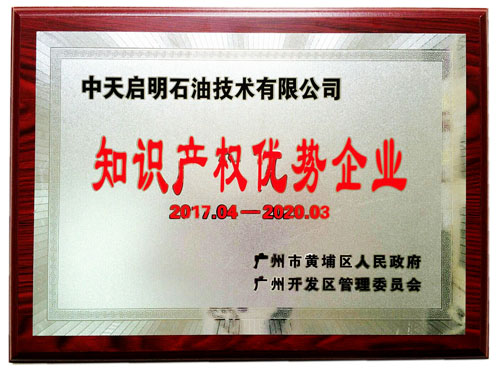 中天启明石油技术有限公司
知识产权优势企业
2017.04—2020.03
广州市黄埔区人民政府
广州开发区管理委员会